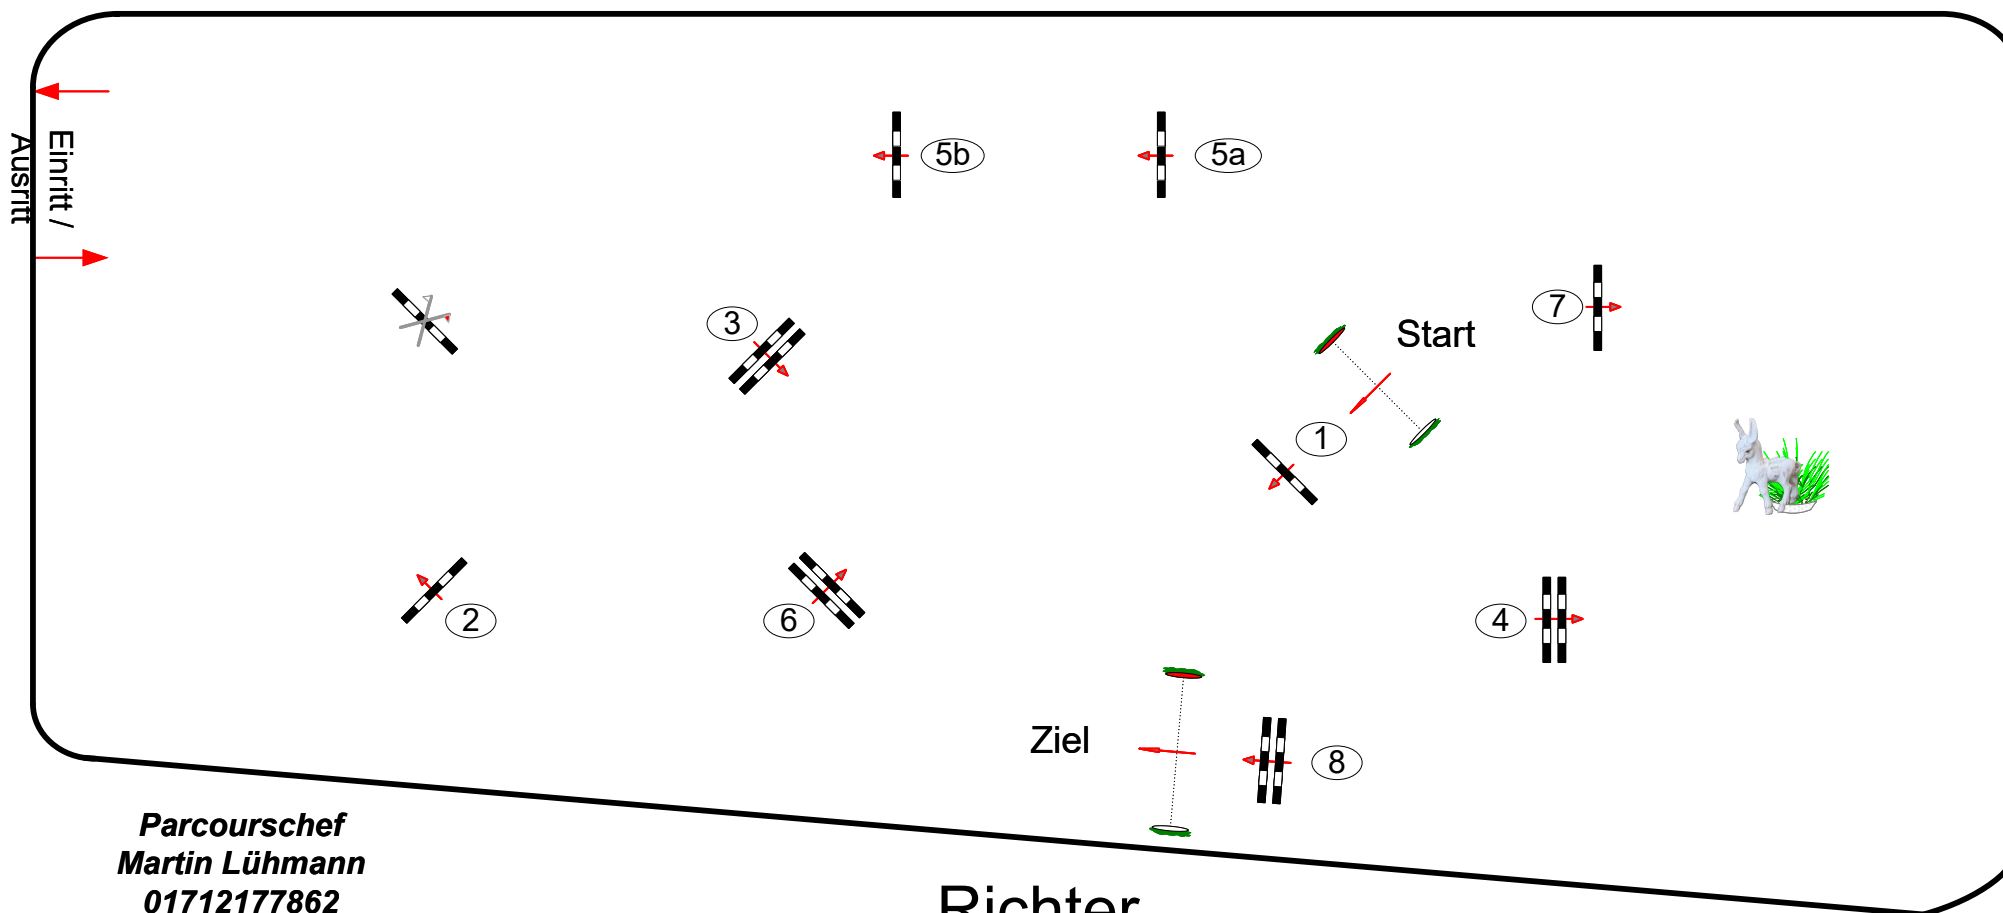 Einritt /
Ausritt
5b
5a
3
7
Start
1
2
6
4
Ziel
8
Parcourschef
Martin Lühmann
01712177862
Richter